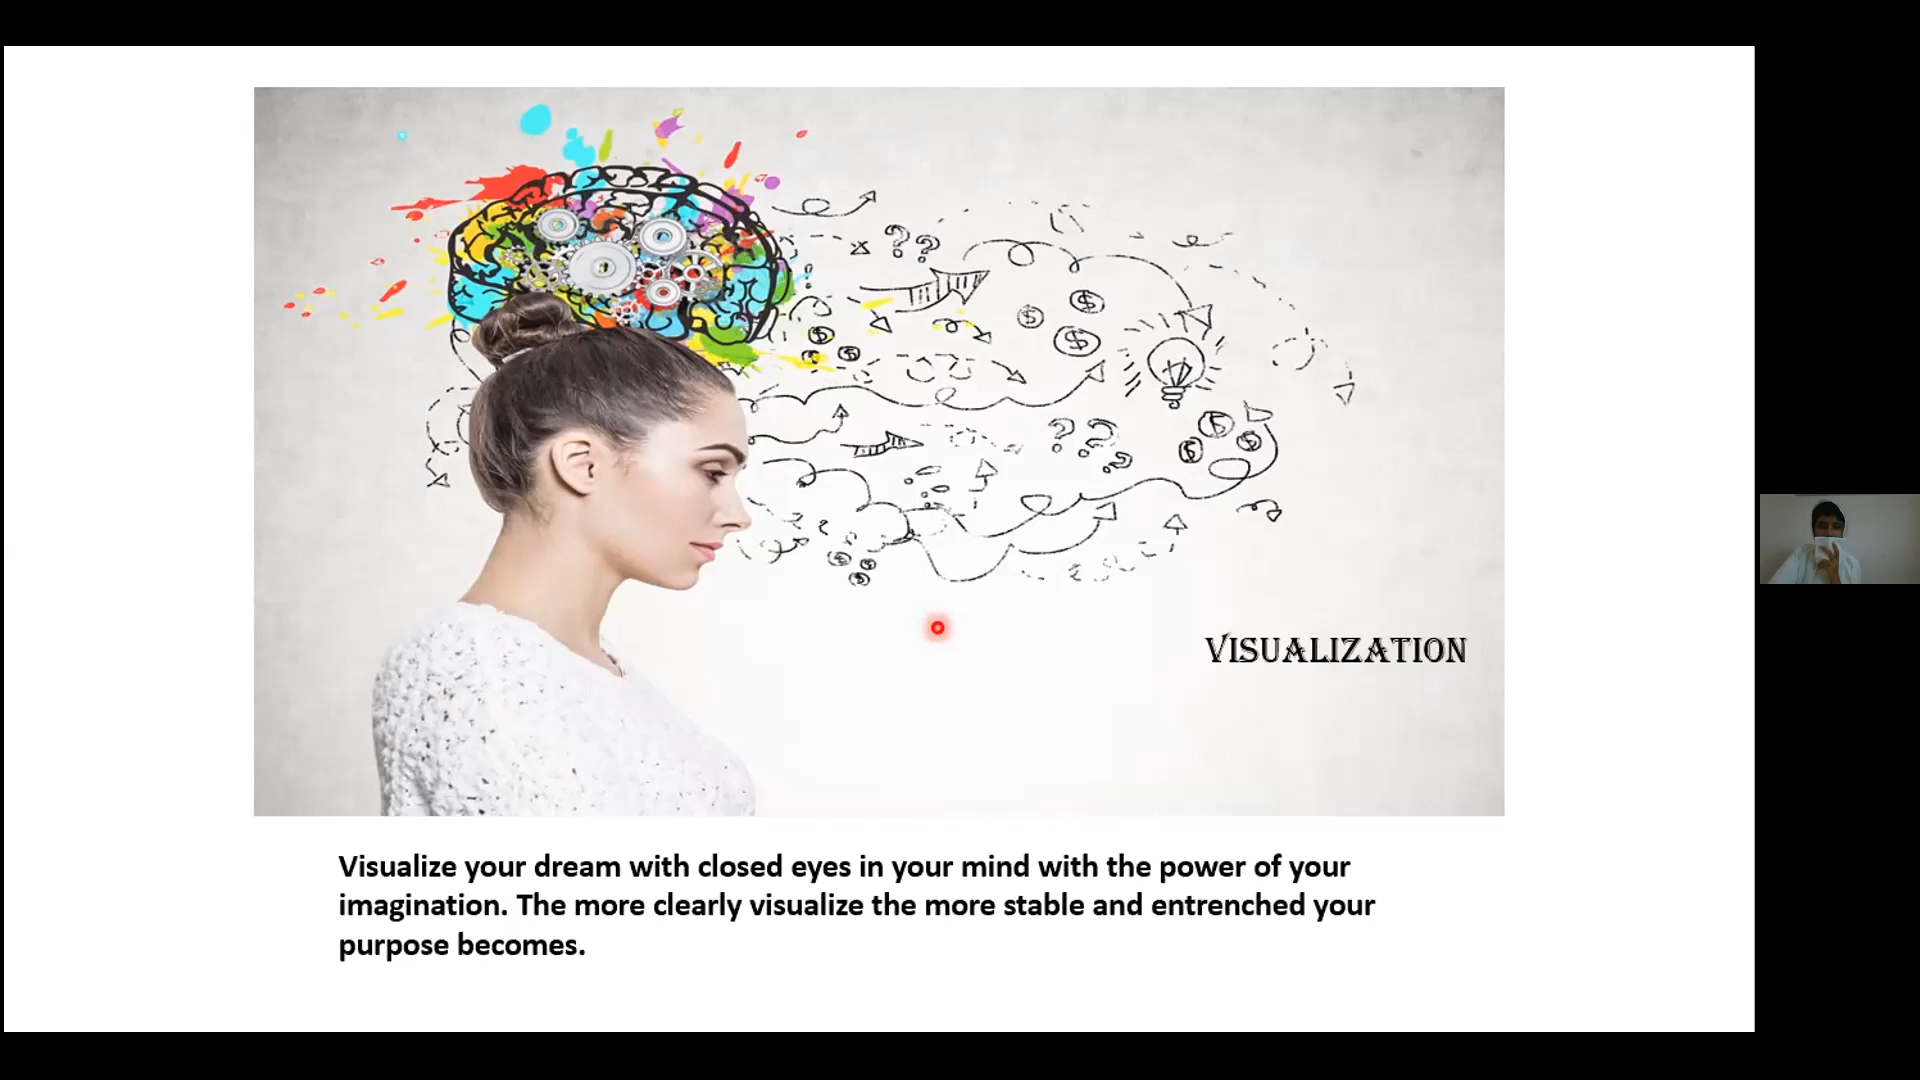 VISUALIZATION
Visualize your dream with closed eyes in your mind with the power of your
imagination. The more clearly visualize the more stable and entrenched your
purpose becomes.